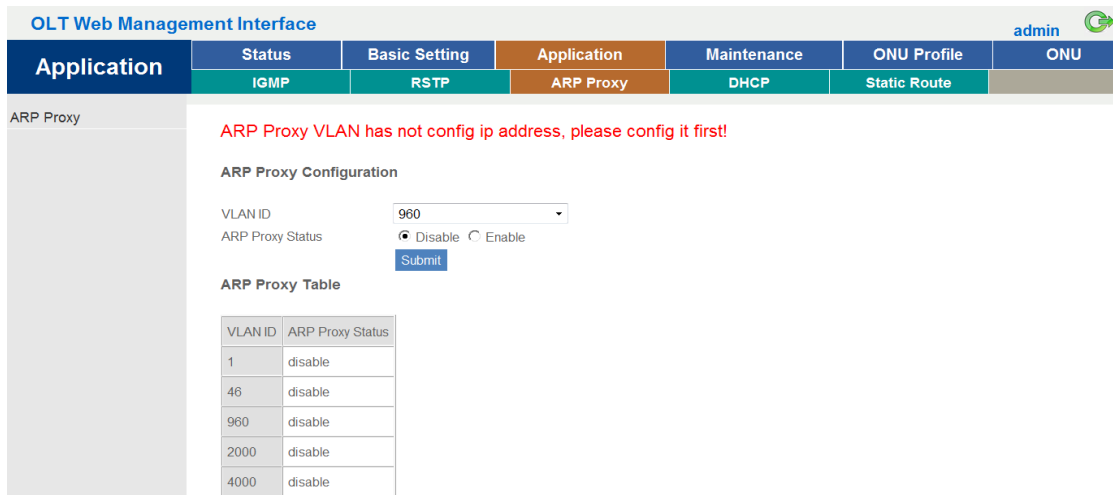 OLT Web Management Interface
admin
Application
Status Basic Setting Application Maintenance ONU Profile ONU
IGMP RSTP ARP Proxy DHCP Static Route
ARP Proxy
ARP Proxy VLAN has not config ip address, please config it first!
ARP Proxy Configuration
VLAN ID 960
ARP Proxy Status Disable Enable
Submit
ARP Proxy Table
VLAN ID ARP Proxy Status
1 disable
46 disable
960 disable
2000 disable
4000 disable